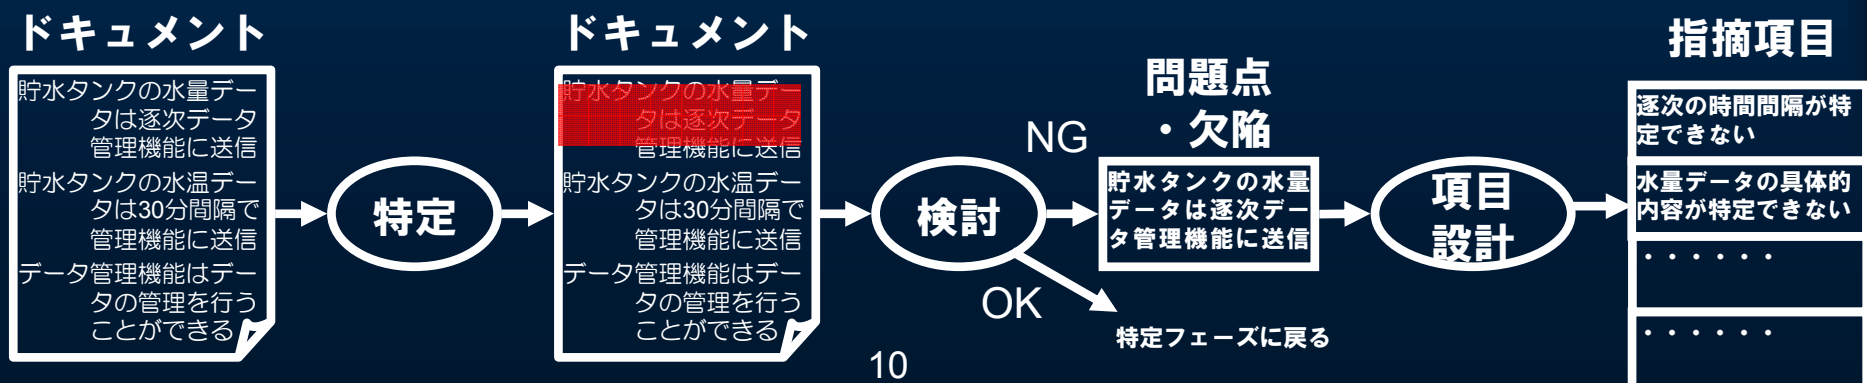 ドキュメント
貯水タンクの水量デー
タは逐次データ
管理機能に送信
貯水タンクの水温デー
タは30分間隔で
管理機能に送信
データ管理機能はデー
タの管理を行う
ことができる
特定
ドキュメント
貯水タンクの水量デー
タは逐次データ
管理機能に送信
貯水タンクの水温デー
タは30分間隔で
管理機能に送信
データ管理機能はデー
タの管理を行う
ことができる
検討
NG
OK
特定フェーズに戻る
問題点
・欠陥
貯水タンクの水量
データは逐次デー
タ管理機能に送信
項目
設計
指摘項目
逐次の時間間隔が特
定できない
水量データの具体的
内容が特定できない
・・・・・・
・・・・・・
10